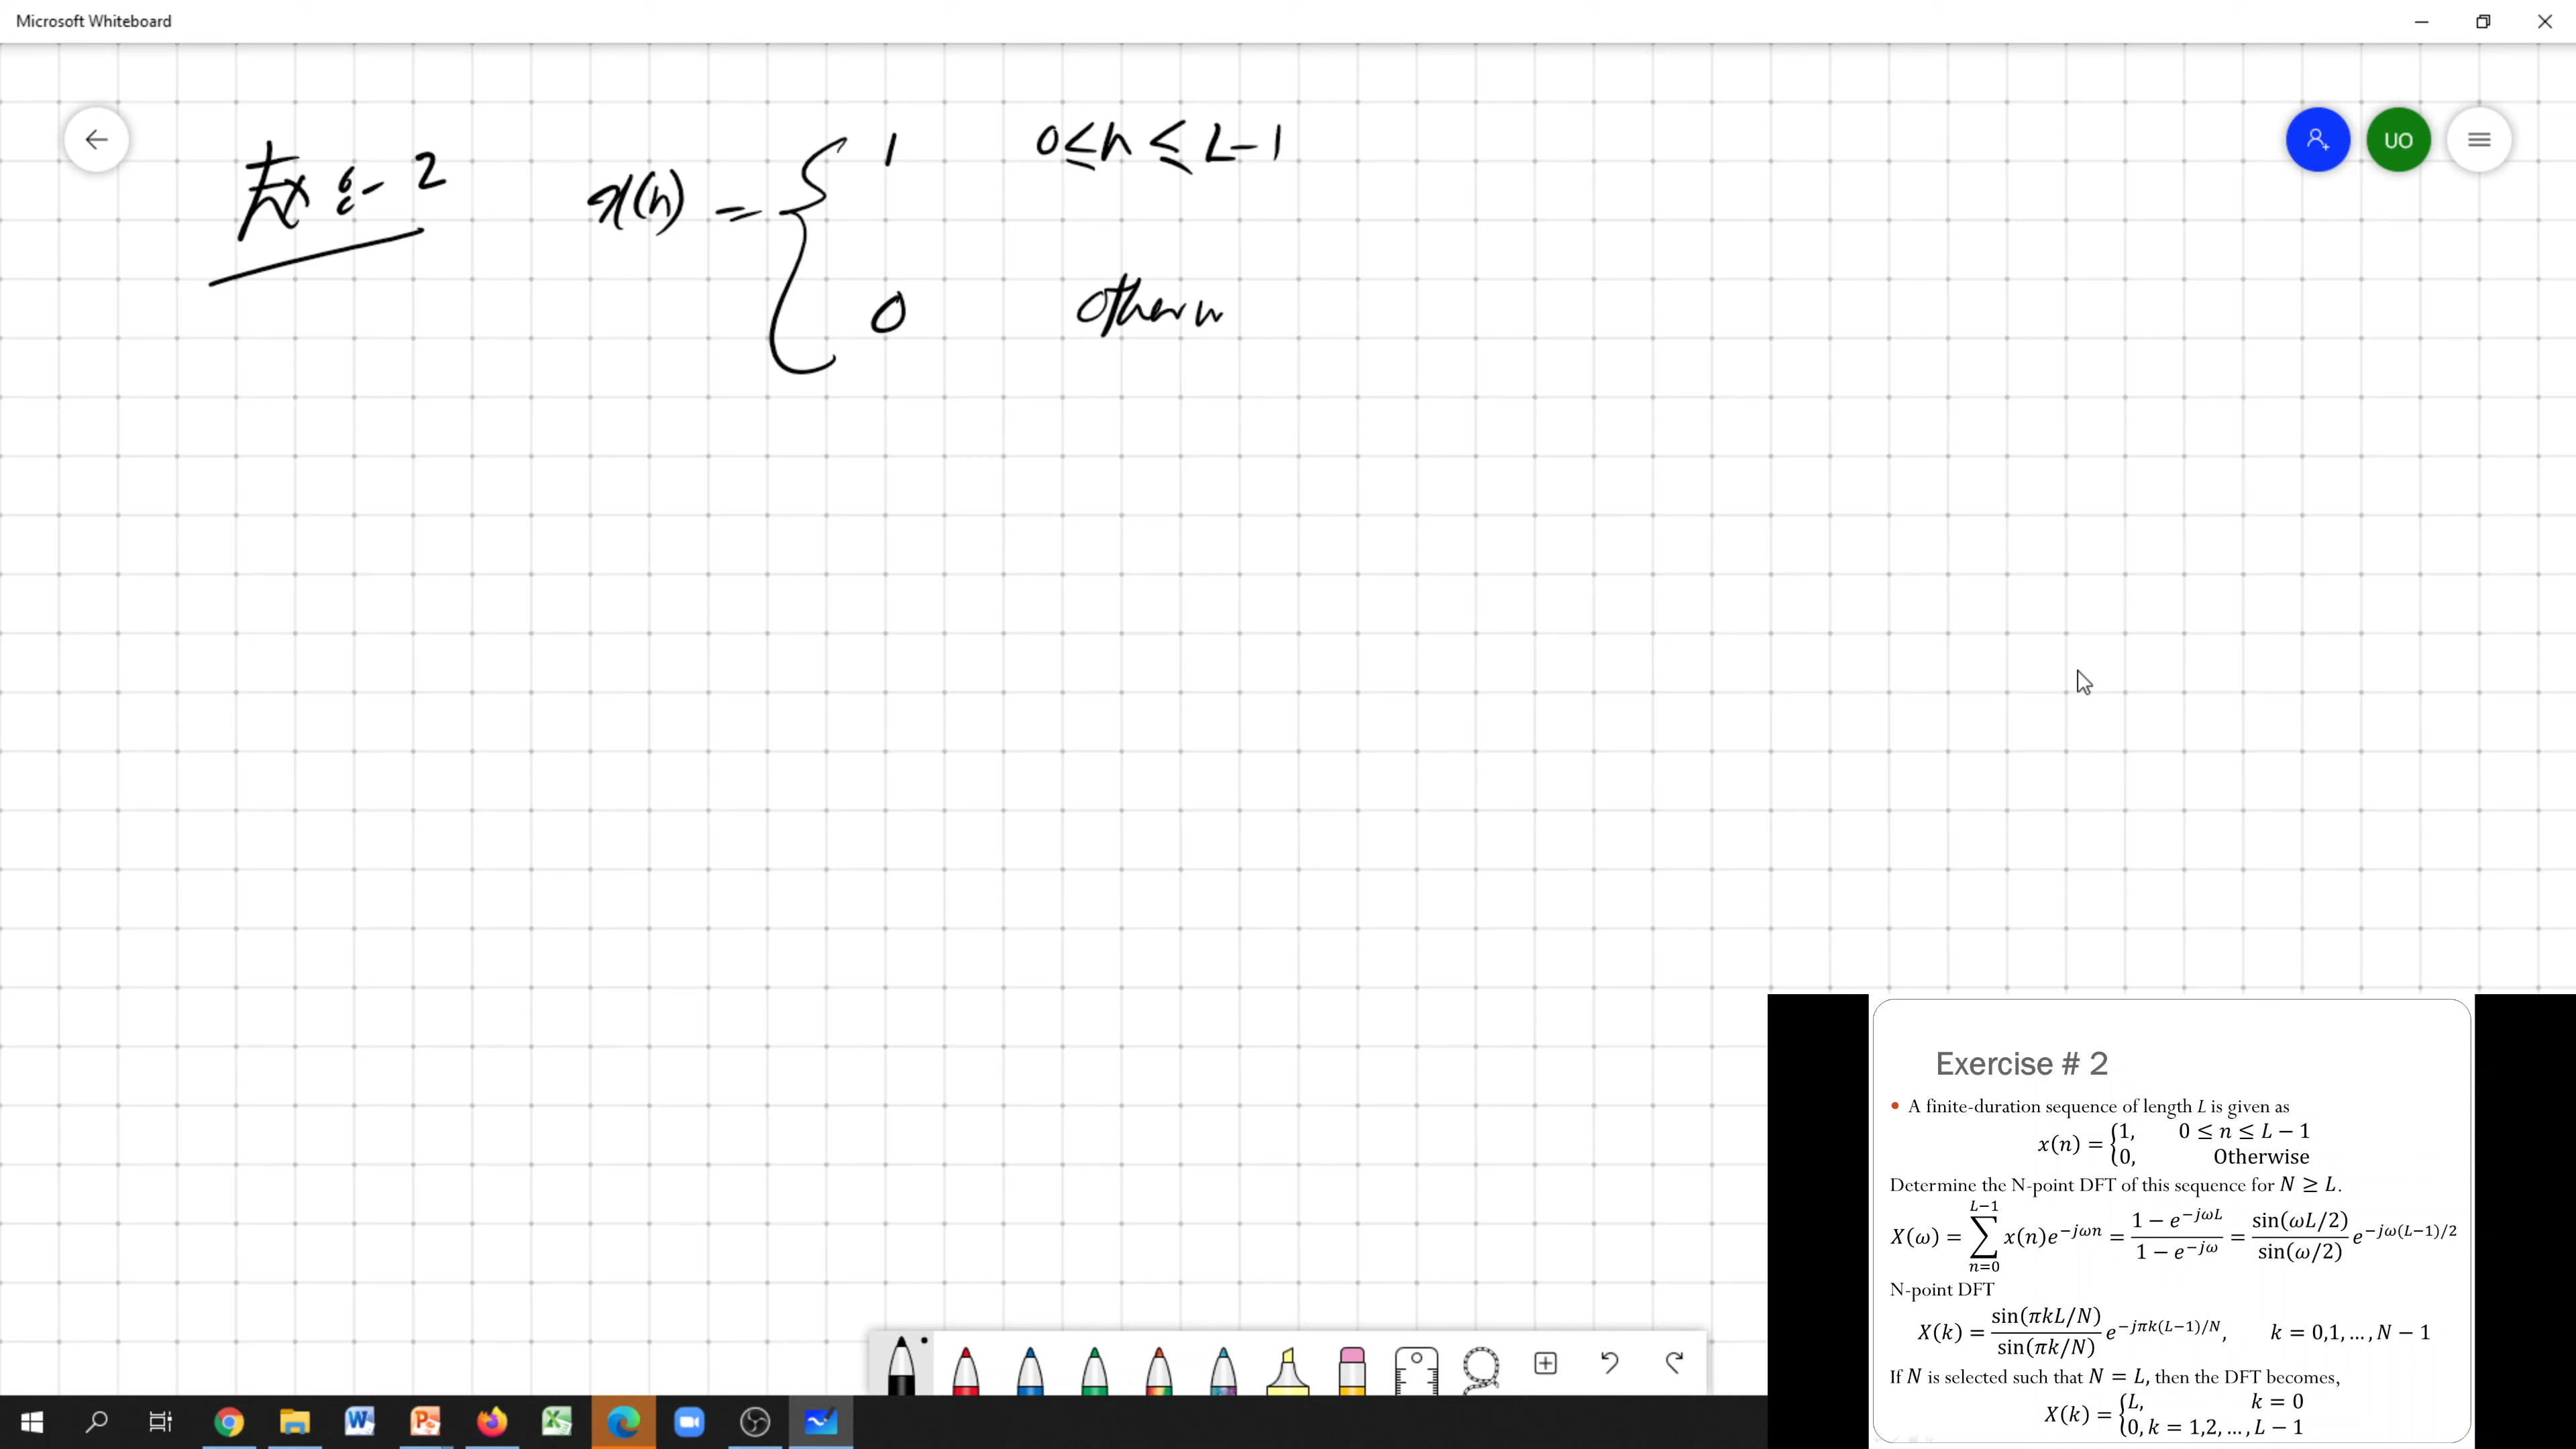 Microsoft Whiteboard
UO
Ex :- 2 x(n) = { 1 0≤n≤L-1
0 otherw
Exercise # 2
• A finite-duration sequence of length L is given as
x(n) = {1, 0 ≤ n ≤ L − 1
0, Otherwise
Determine the N-point DFT of this sequence for N ≥ L.
X(ω) = ∑_{n=0}^{L−1} x(n)e^{−jωn} = (1 − e^{−jωL})/(1 − e^{−jω}) = sin(ωL/2)/sin(ω/2) e^{−jω(L−1)/2}
N-point DFT
X(k) = sin(πkL/N)/sin(πk/N) e^{−jπk(L−1)/N}, k = 0,1, … , N − 1
If N is selected such that N = L, then the DFT becomes,
X(k) = {L, k = 0
0, k = 1,2, … , L − 1